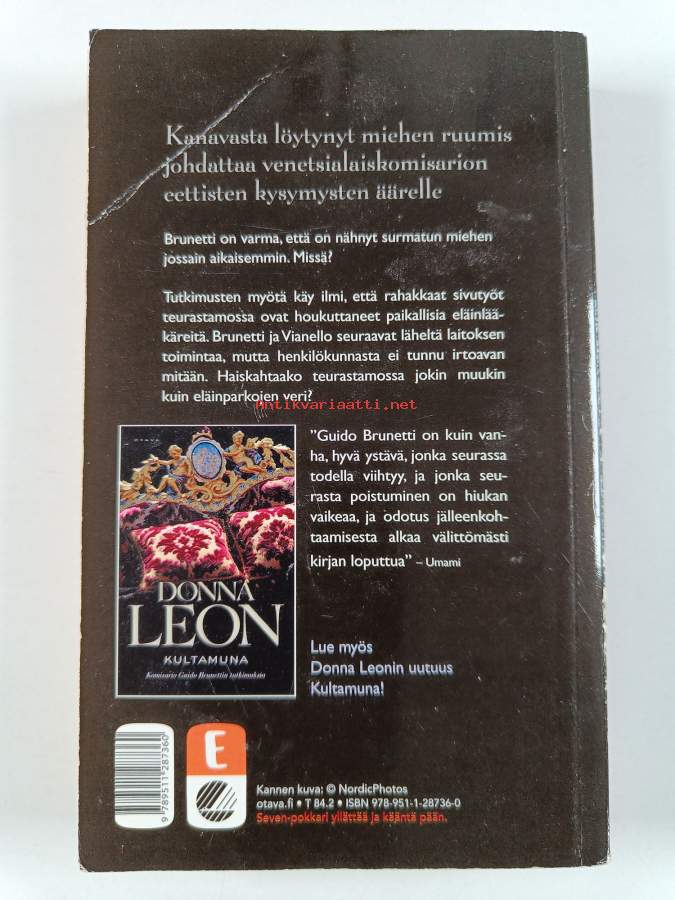 Kanavasta löytynyt miehen ruumis
johdattaa venetsialaiskomisarion
eettisten kysymysten äärelle
Brunetti on varma, että on nähnyt surmatun miehen
jossain aikaisemmin. Missä?
Tutkimusten myötä käy ilmi, että rahakkaat sivutyöt
teurastamossa ovat houkuttaneet paikallisia eläinlää-
käreitä. Brunetti ja Vianello seuraavat läheltä laitoksen
toimintaa, mutta henkilökunnasta ei tunnu irtoavan
mitään. Haiskahtaako teurastamossa jokin muukin
kuin eläinparkojen veri?
Antikvariaatti.net
OTAVA
DONNA
LEON
KULTAMUNA
Komisario Guido Brunettin tutkimuksia
"Guido Brunetti on kuin van-
ha, hyvä ystävä, jonka seurassa
todella viihtyy, ja jonka seu-
rasta poistuminen on hiukan
vaikeaa, ja odotus jälleenkoh-
taamisesta alkaa välittömästi
kirjan loputtua" – Umami
Lue myös
Donna Leonin uutuus
Kultamuna!
9 789511 287360
E
Kannen kuva: © NordicPhotos
otava.fi • T 84.2 • ISBN 978-951-1-28736-0
Seven-pokkari yllättää ja kääntä pään.